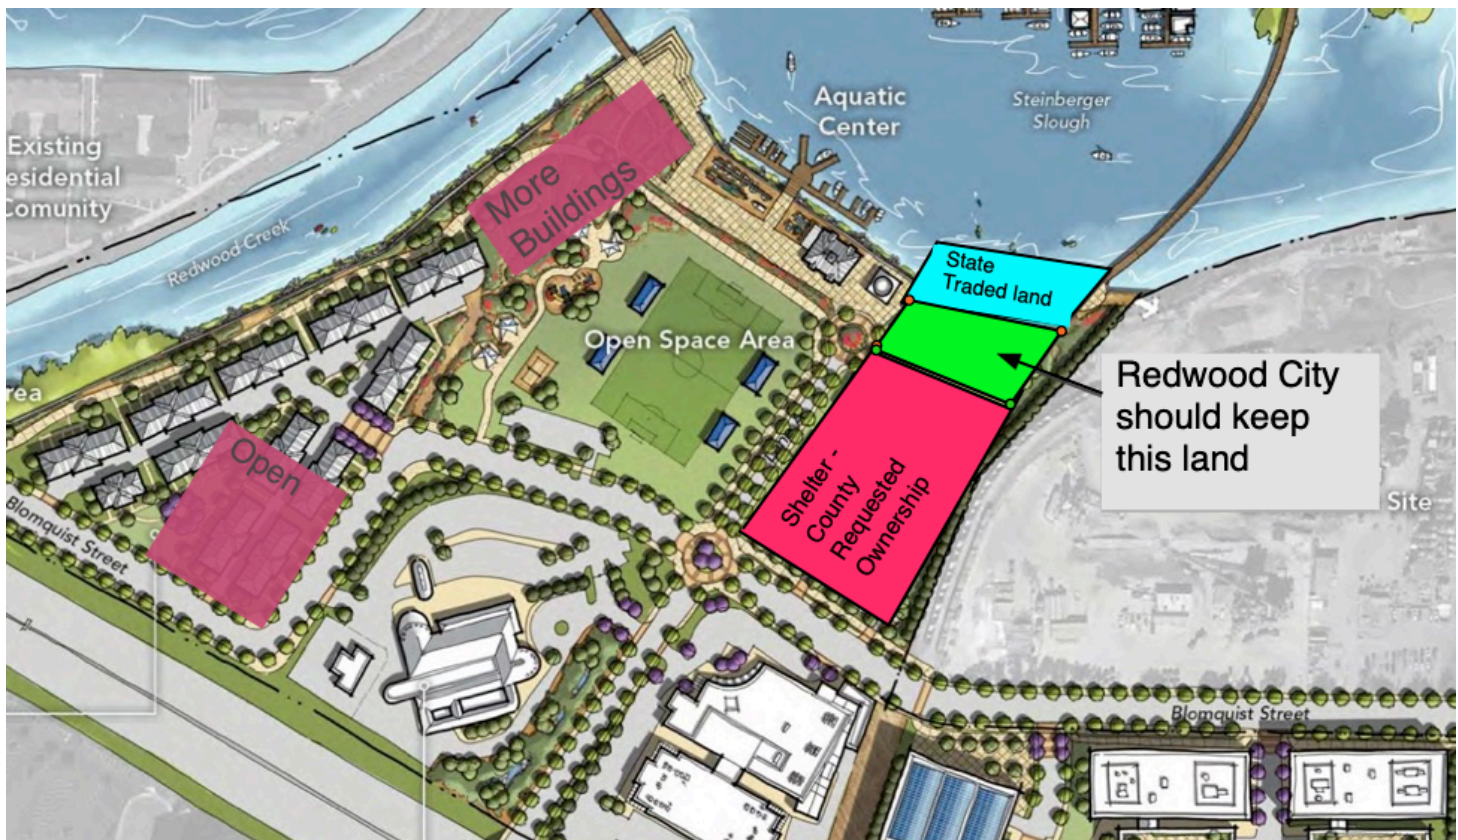 Existing
esidential
Comunity
Redwood Creek
More
Buildings
Aquatic
Center
Steinberger
Slough
State
Traded land
Open Space Area
Redwood City
should keep
this land
rea
Open
Shelter -
County
Requested
Ownership
Site
Blomquist Street
Blomquist Street